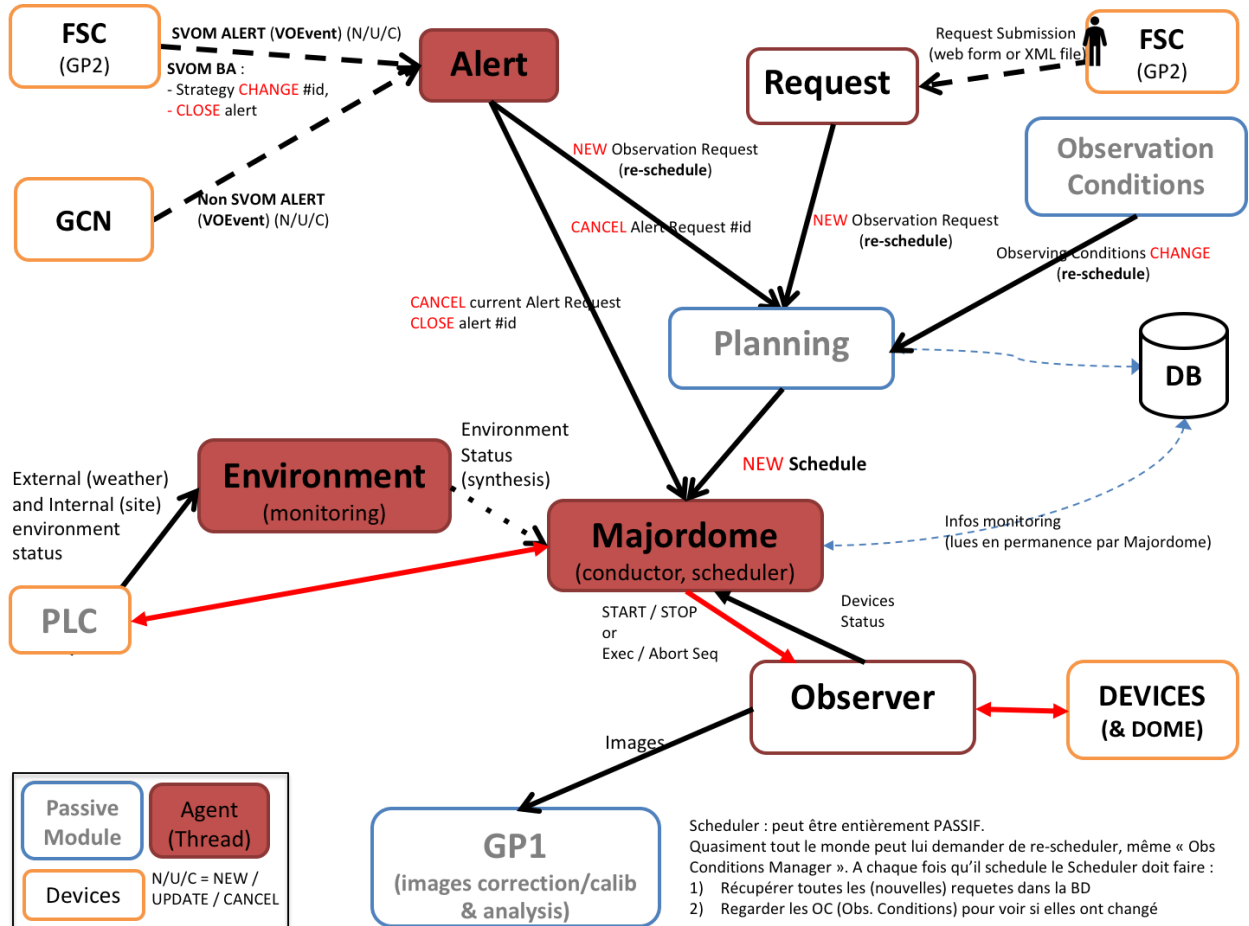 FSC
(GP2)
SVOM ALERT (VOEvent) (N/U/C)
SVOM BA :
- Strategy CHANGE #id,
- CLOSE alert
Alert
Request Submission
(web form or XML file)
FSC
(GP2)
Request
GCN
Non SVOM ALERT
(VOEvent) (N/U/C)
NEW Observation Request
(re-schedule)
CANCEL Alert Request #id
NEW Observation Request
(re-schedule)
Observation
Conditions
Observing Conditions CHANGE
(re-schedule)
CANCEL current Alert Request
CLOSE alert #id
Planning
DB
NEW Schedule
Environment
Status
(synthesis)
External (weather)
and Internal (site)
environment
status
Environment
(monitoring)
Majordome
(conductor, scheduler)
Infos monitoring
(lues en permanence par Majordome)
PLC
START / STOP
or
Exec / Abort Seq
Devices
Status
Observer
DEVICES
(& DOME)
Images
GP1
(images correction/calib
& analysis)
Passive
Module
Agent
(Thread)
Devices
N/U/C = NEW /
UPDATE / CANCEL
Scheduler : peut être entièrement PASSIF.
Quasiment tout le monde peut lui demander de re-scheduler, même « Obs
Conditions Manager ». A chaque fois qu’il schedule le Scheduler doit faire :
1) Récupérer toutes les (nouvelles) requetes dans la BD
2) Regarder les OC (Obs. Conditions) pour voir si elles ont changé